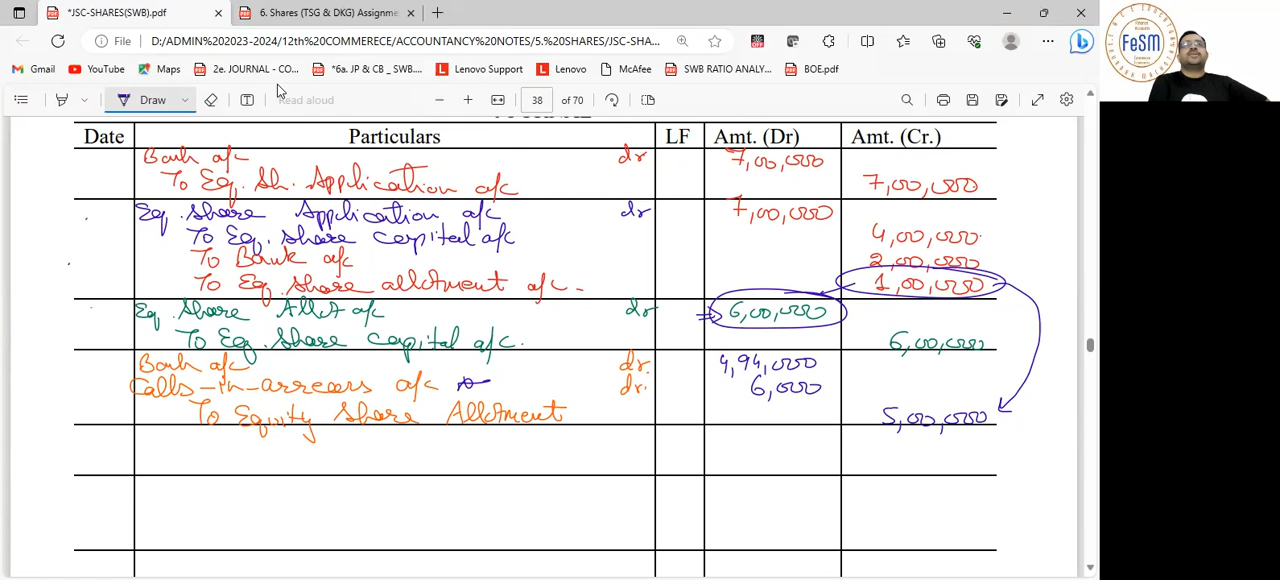 *JSC-SHARES(SWB).pdf
6. Shares (TSG & DKG) Assignme
File D:/ADMIN%202023-2024/12th%20COMMERECE/ACCOUNTANCY%20NOTES/5.%20SHARES/JSC-SHA...
Gmail YouTube Maps 2e. JOURNAL - CO... *6a. JP & CB _ SWB.... Lenovo Support Lenovo McAfee SWB RATIO ANALY... BOE.pdf
Draw Read aloud 38 of 70
Date Particulars LF Amt. (Dr) Amt. (Cr.)
Bank a/c dr 7,00,000
To Eq. Sh. Application a/c 7,00,000
Eq. Share Application a/c dr 7,00,000
To Eq. Share capital a/c 4,00,000
To Bank a/c 2,00,000
To Eq. Share allotment a/c. 1,00,000
Eq. Share Allot a/c dr 6,00,000
To Eq. Share capital a/c. 6,00,000
Bank a/c dr. 4,94,000
Calls-in-arrears a/c dr. 6,000
To Equity Share Allotment 5,00,000
FeSM